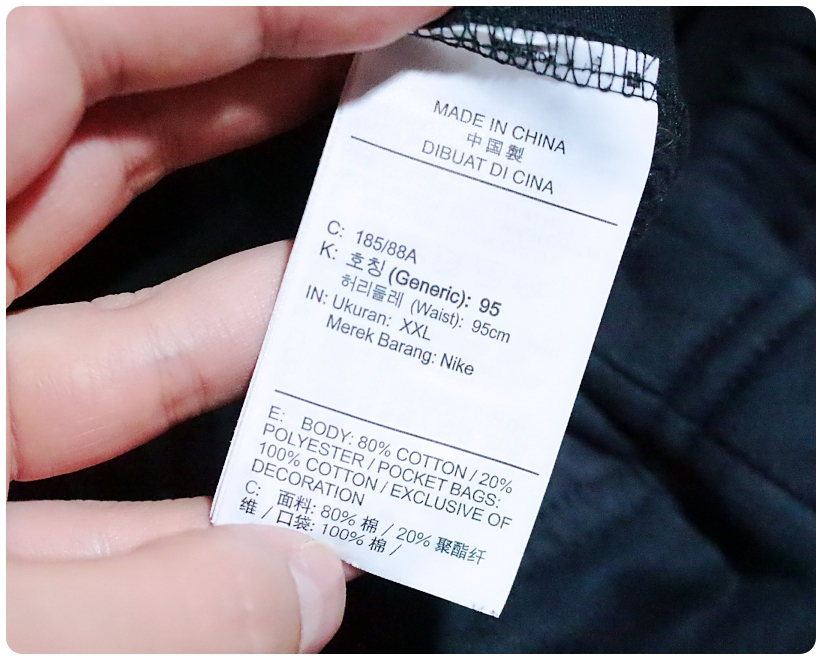 MADE IN CHINA
中国製
DIBUAT DI CINA
C: 185/88A
K: 호칭 (Generic): 95
허리둘레 (Waist): 95cm
IN: Ukuran: XXL
Merek Barang: Nike
E: BODY: 80% COTTON / 20%
POLYESTER / POCKET BAGS:
100% COTTON / EXCLUSIVE OF
DECORATION
C: 面料: 80% 棉 / 20% 聚酯纤
维 / 口袋: 100% 棉 /